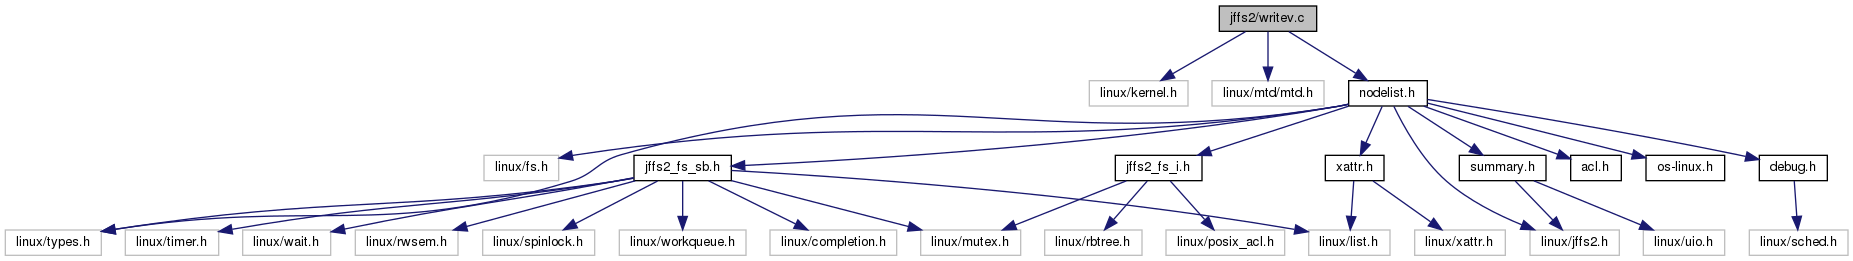 jffs2/writev.c
linux/kernel.h
linux/mtd/mtd.h
nodelist.h
linux/fs.h
jffs2_fs_sb.h
jffs2_fs_i.h
xattr.h
summary.h
acl.h
os-linux.h
debug.h
linux/types.h
linux/timer.h
linux/wait.h
linux/rwsem.h
linux/spinlock.h
linux/workqueue.h
linux/completion.h
linux/mutex.h
linux/rbtree.h
linux/posix_acl.h
linux/list.h
linux/xattr.h
linux/jffs2.h
linux/uio.h
linux/sched.h